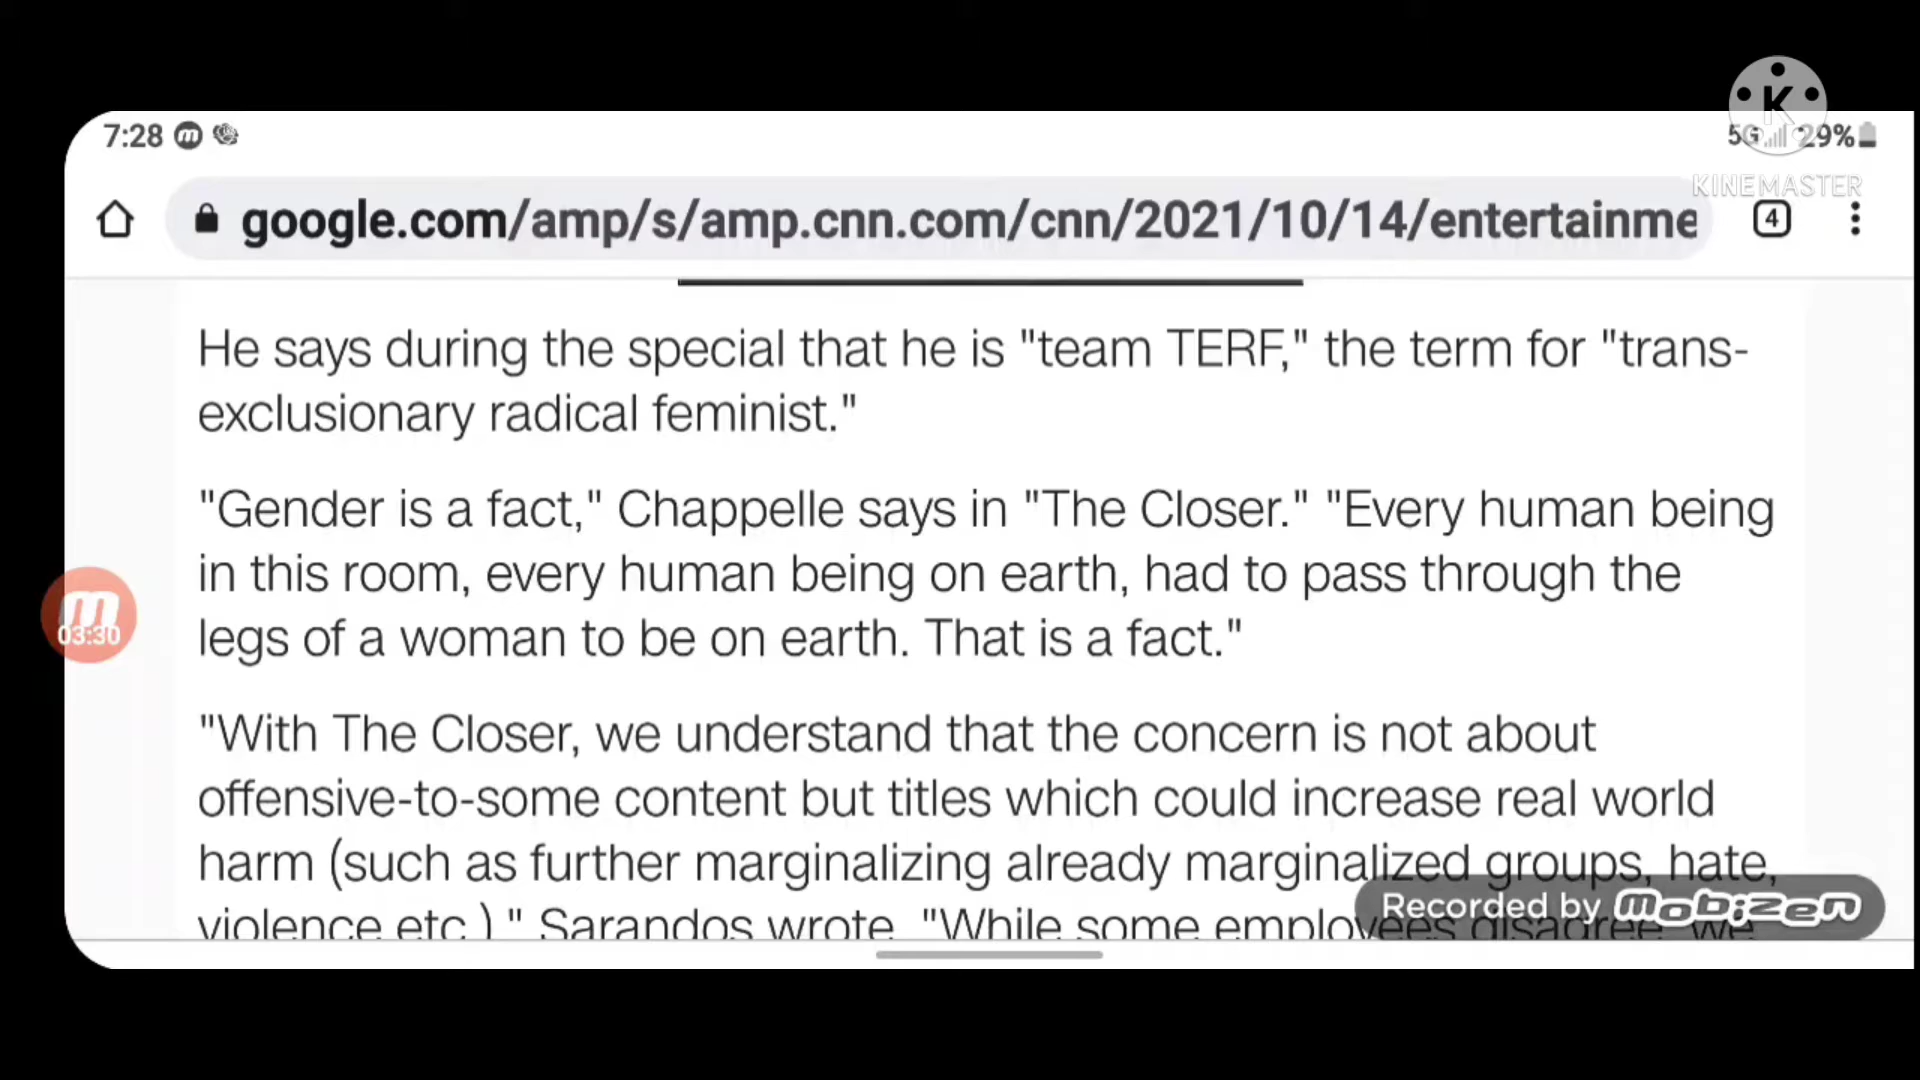 7:28
5G 29%
KINEMASTER
google.com/amp/s/amp.cnn.com/cnn/2021/10/14/entertainme
4
He says during the special that he is "team TERF," the term for "trans-
exclusionary radical feminist."
"Gender is a fact," Chappelle says in "The Closer." "Every human being
in this room, every human being on earth, had to pass through the
legs of a woman to be on earth. That is a fact."
03:30
"With The Closer, we understand that the concern is not about
offensive-to-some content but titles which could increase real world
harm (such as further marginalizing already marginalized groups, hate,
violence etc.)," Sarandos wrote. "While some employees disagree, we
Recorded by Mobizen